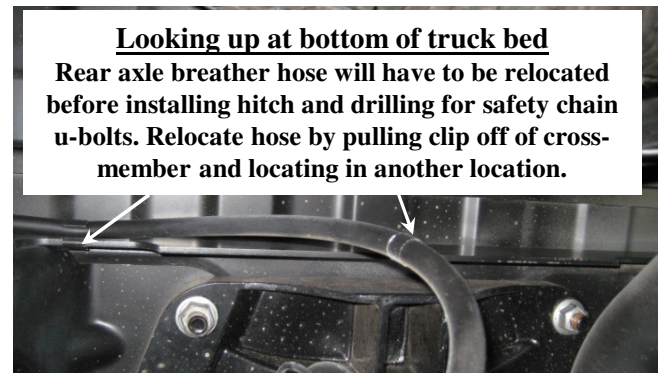 Looking up at bottom of truck bed
Rear axle breather hose will have to be relocated
before installing hitch and drilling for safety chain
u-bolts. Relocate hose by pulling clip off of cross-
member and locating in another location.